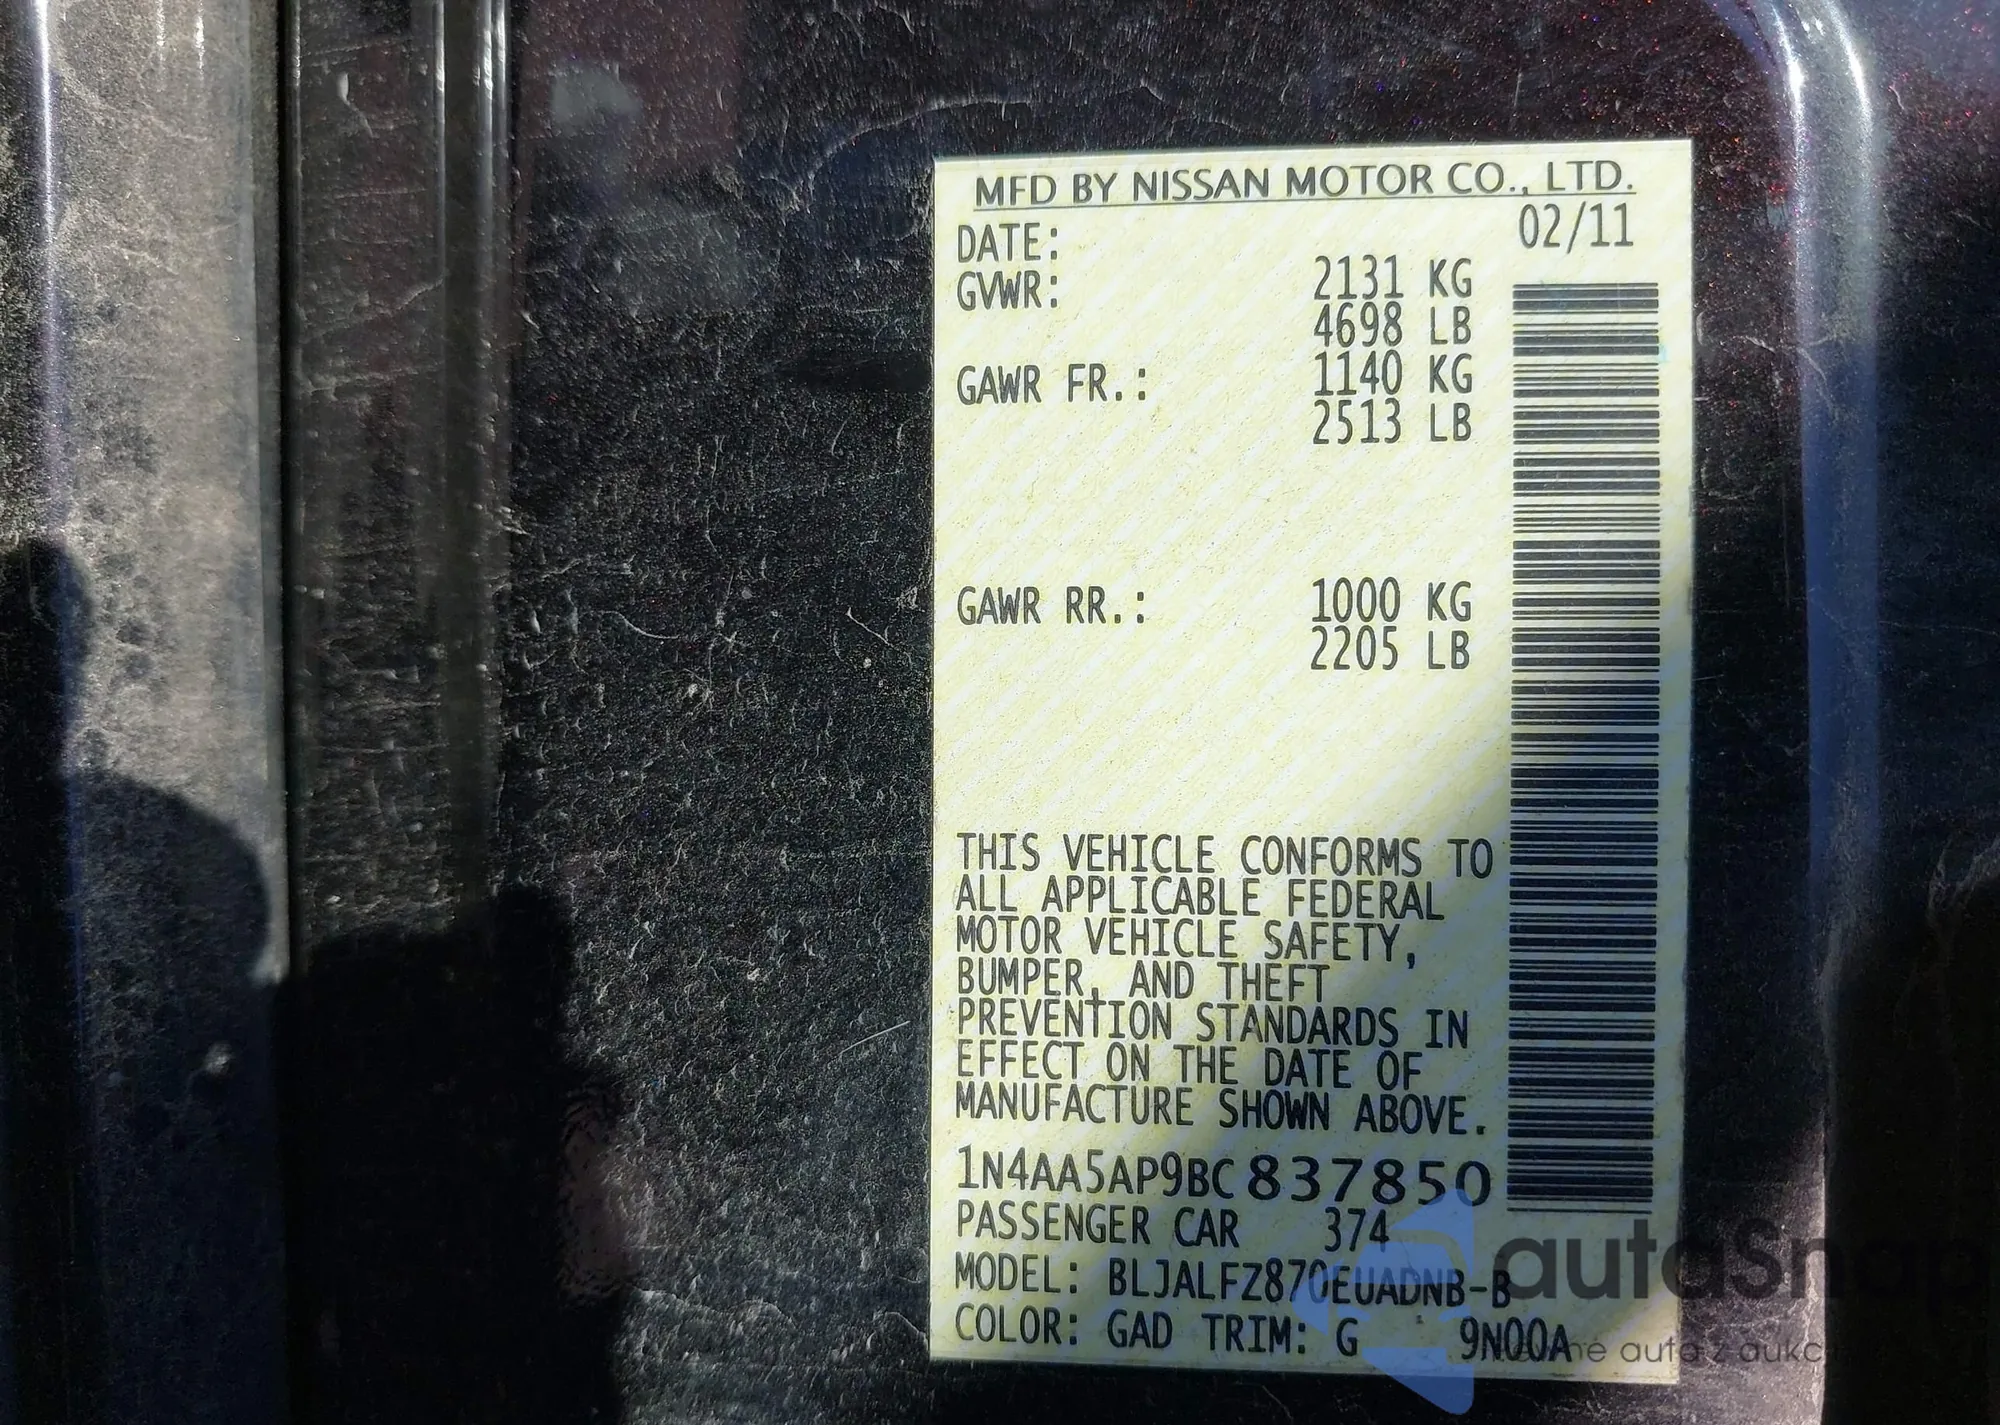 MFD BY NISSAN MOTOR CO., LTD.
DATE: 02/11
GVWR: 2131 KG
4698 LB
GAWR FR.: 1140 KG
2513 LB
GAWR RR.: 1000 KG
2205 LB
THIS VEHICLE CONFORMS TO
ALL APPLICABLE FEDERAL
MOTOR VEHICLE SAFETY,
BUMPER, AND THEFT
PREVENTION STANDARDS IN
EFFECT ON THE DATE OF
MANUFACTURE SHOWN ABOVE.
1N4AA5AP9BC837850
PASSENGER CAR 374
MODEL: BLJALFZ870EUADNB-B
COLOR: GAD TRIM: G 9N00A
autaSnap
auta z aukc